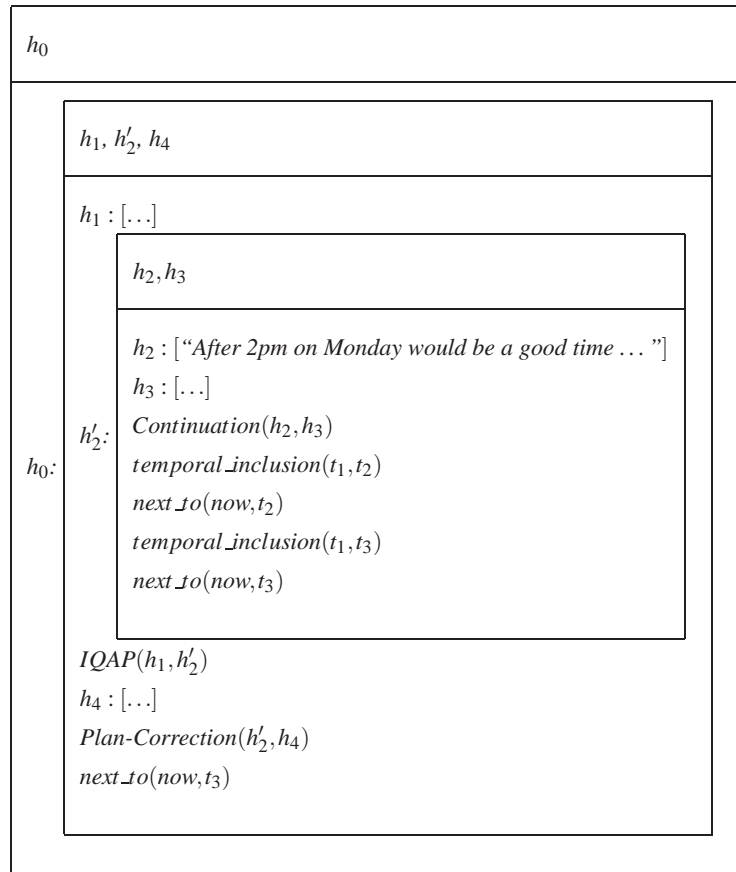 h₀
h₁, h′₂, h₄
h₁ : […]
h₂, h₃
h₂ : [“After 2pm on Monday would be a good time … ”]
h₃ : […]
Continuation(h₂,h₃)
h′₂:
temporal_inclusion(t₁,t₂)
h₀:
next_to(now,t₂)
temporal_inclusion(t₁,t₃)
next_to(now,t₃)
IQAP(h₁,h′₂)
h₄ : […]
Plan-Correction(h′₂,h₄)
next_to(now,t₃)